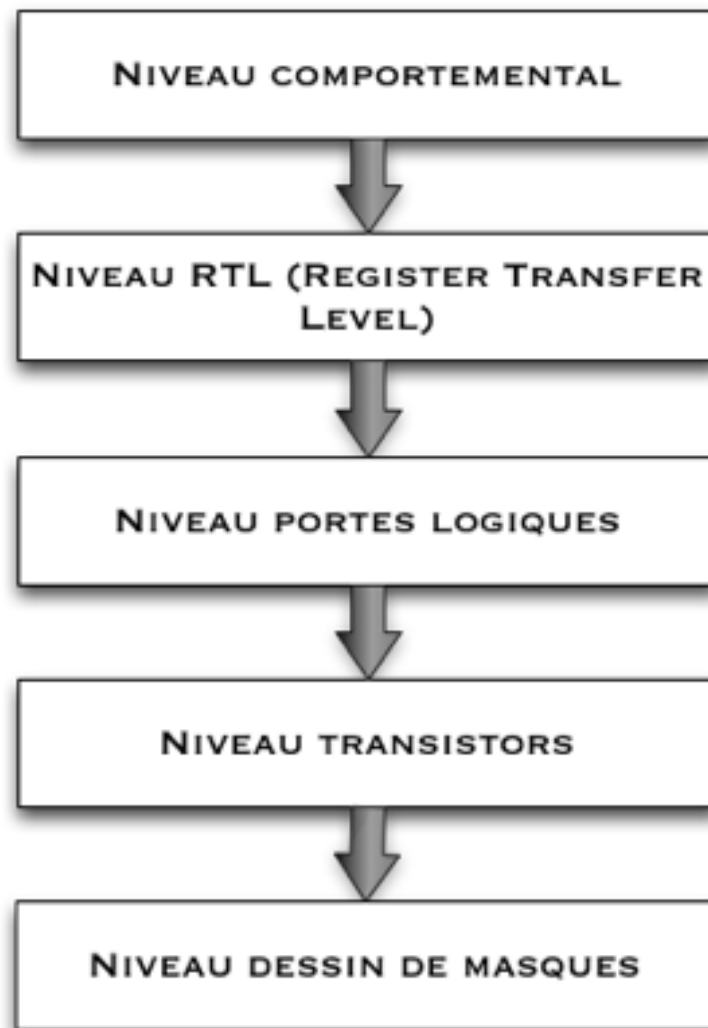 NIVEAU COMPORTEMENTAL
NIVEAU RTL (REGISTER TRANSFER
LEVEL)
NIVEAU PORTES LOGIQUES
NIVEAU TRANSISTORS
NIVEAU DESSIN DE MASQUES